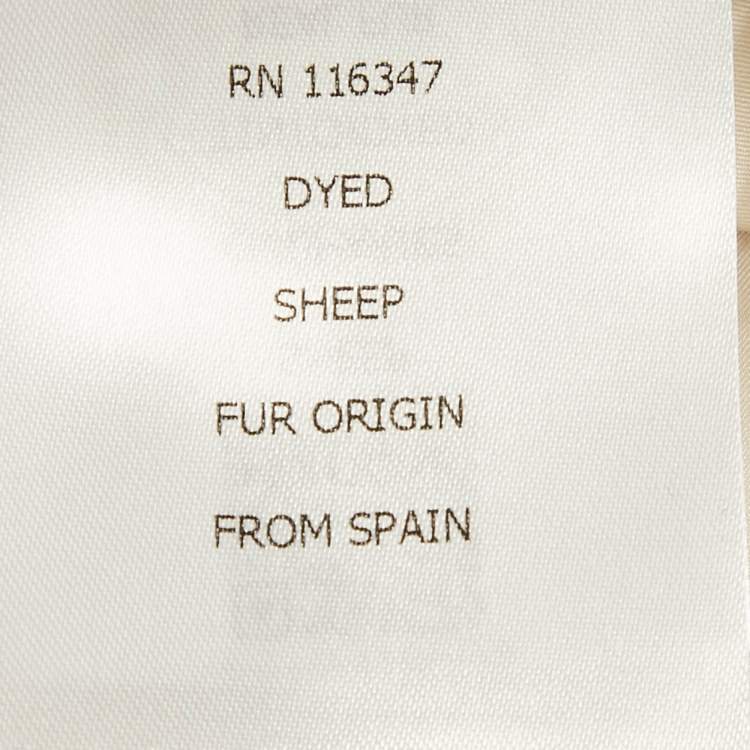 RN 116347
DYED
SHEEP
FUR ORIGIN
FROM SPAIN